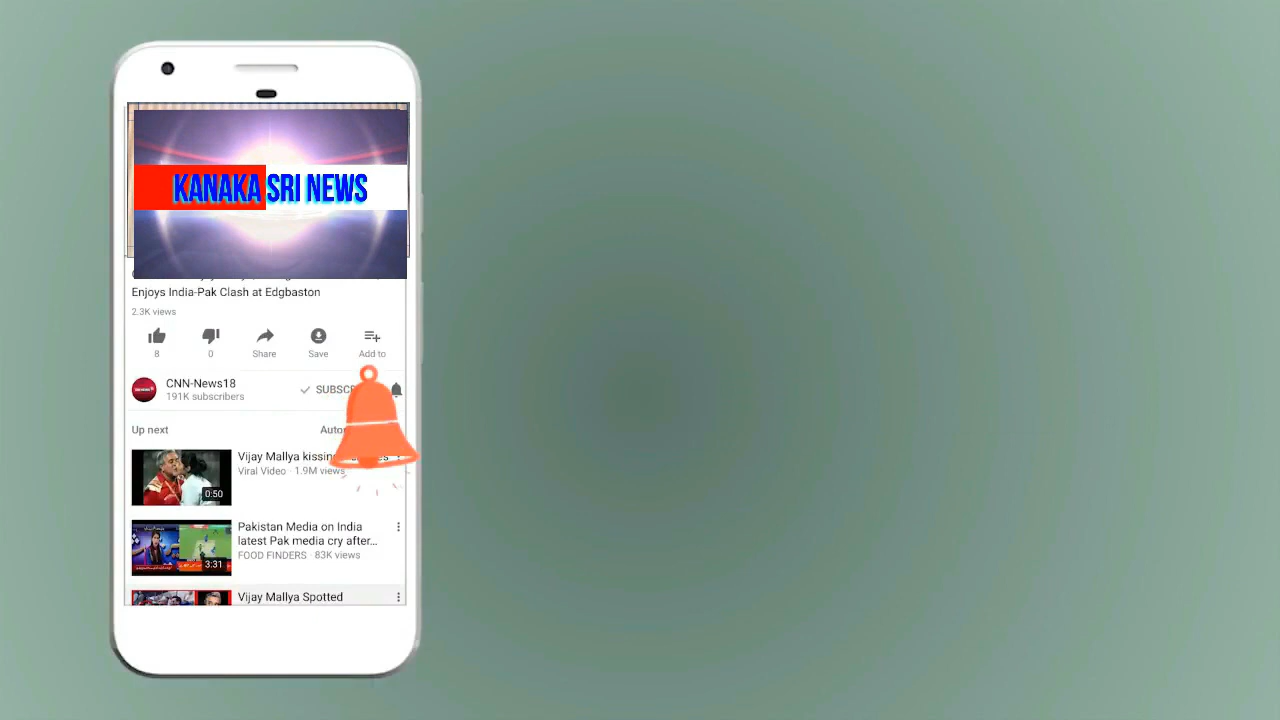 KANAKA SRI NEWS
Enjoys India-Pak Clash at Edgbaston
2.3K views
8 0 Share Save Add to
CNN-News18
191K subscribers
Up next
Vijay Mallya
Viral Video · 1.9M views
0:50
Pakistan Media on India
latest Pak media cry after...
FOOD FINDERS · 83K views
3:31
Vijay Mallya Spotted